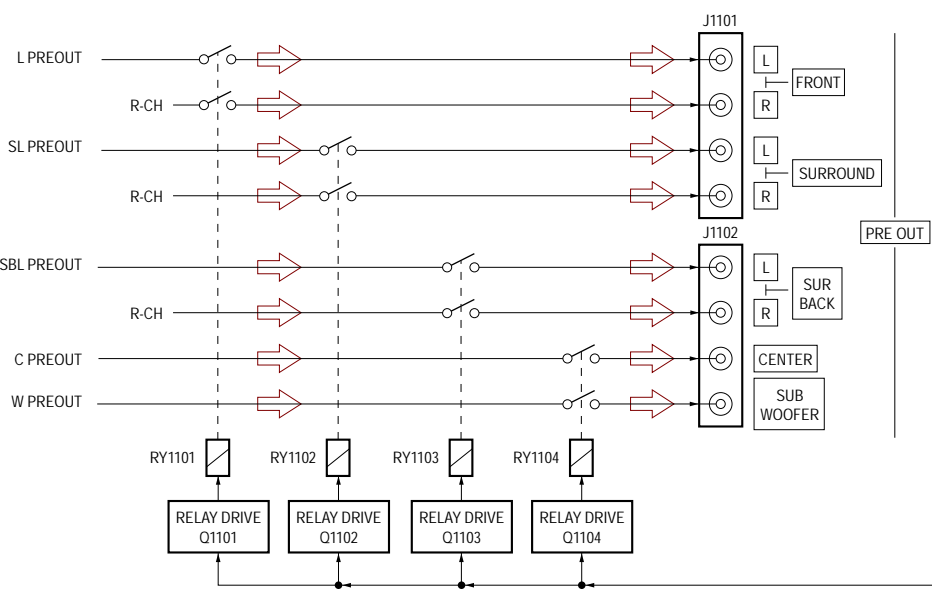 J1101
L PREOUT
L
FRONT
R-CH
R
SL PREOUT
L
SURROUND
R-CH
R
PRE OUT
J1102
SBL PREOUT
L
SUR
BACK
R-CH
R
C PREOUT
CENTER
W PREOUT
SUB
WOOFER
RY1101
RY1102
RY1103
RY1104
RELAY DRIVE
Q1101
RELAY DRIVE
Q1102
RELAY DRIVE
Q1103
RELAY DRIVE
Q1104